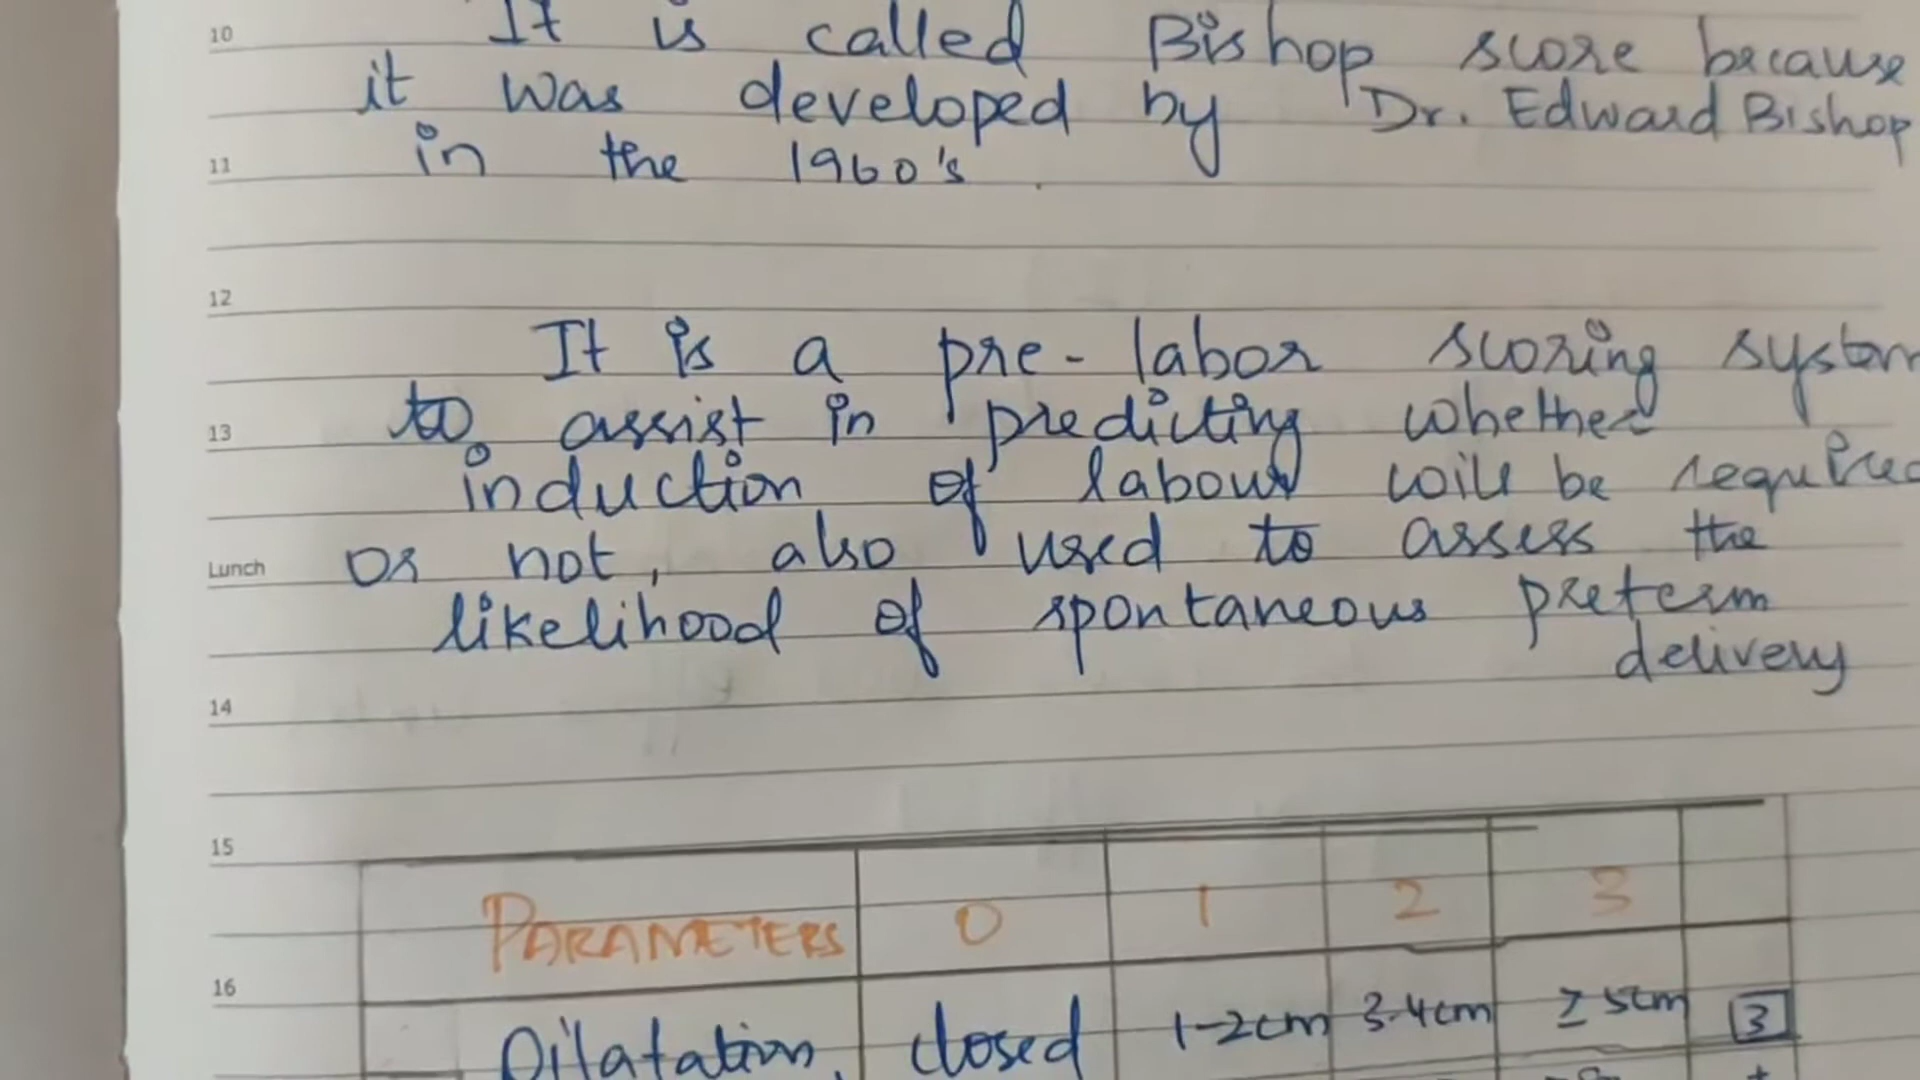 10
It is called Bishop score because
it was developed by Dr. Edward Bishop
11
in the 1960's
12
It is a pre-labor scoring system
13
to assist in predicting whether
induction of labour will be required
Lunch
or not, also used to assess the
likelihood of spontaneous preterm
delivery
14
15
PARAMETERS 0 1 2 3
16
Dilatation closed 1-2cm 3-4cm ≥5cm 3